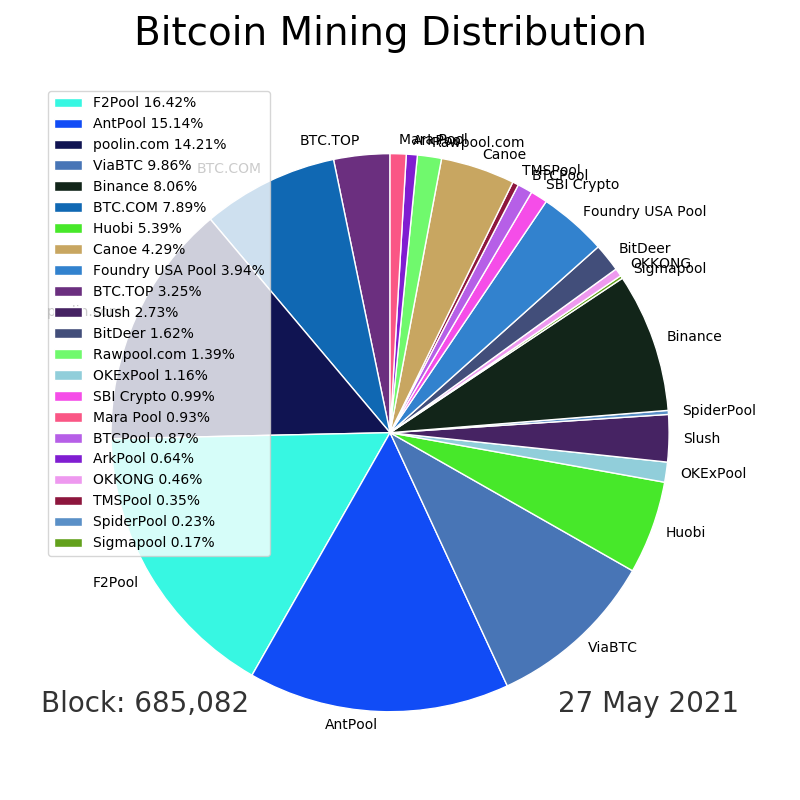 Bitcoin Mining Distribution
F2Pool 16.42%
AntPool 15.14%
poolin.com 14.21%
ViaBTC 9.86%
Binance 8.06%
BTC.COM 7.89%
Huobi 5.39%
Canoe 4.29%
Foundry USA Pool 3.94%
BTC.TOP 3.25%
Slush 2.73%
BitDeer 1.62%
Rawpool.com 1.39%
OKExPool 1.16%
SBI Crypto 0.99%
Mara Pool 0.93%
BTCPool 0.87%
ArkPool 0.64%
OKKONG 0.46%
TMSPool 0.35%
SpiderPool 0.23%
Sigmapool 0.17%
BTC.COM
BTC.TOP
Mara Pool
ArkPool
Rawpool.com
Canoe
TMSPool
BTCPool
SBI Crypto
Foundry USA Pool
BitDeer
OKKONG
Sigmapool
Binance
SpiderPool
Slush
OKExPool
Huobi
ViaBTC
AntPool
F2Pool
poolin.com
Block: 685,082
27 May 2021